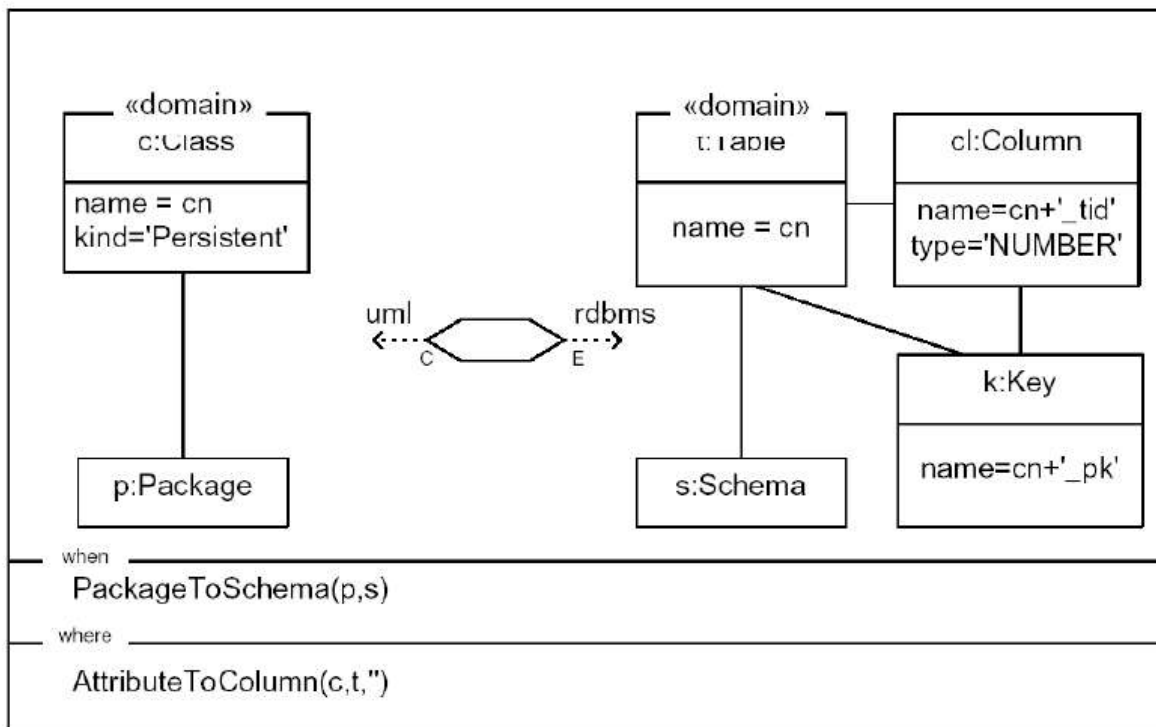 «domain»
c:Class
name = cn
kind='Persistent'
p:Package
uml
C
rdbms
E
«domain»
t:Table
name = cn
cl:Column
name=cn+'_tid'
type='NUMBER'
k:Key
name=cn+'_pk'
s:Schema
when
PackageToSchema(p,s)
where
AttributeToColumn(c,t,'')